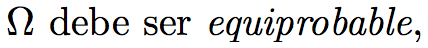 Ω debe ser equiprobable,